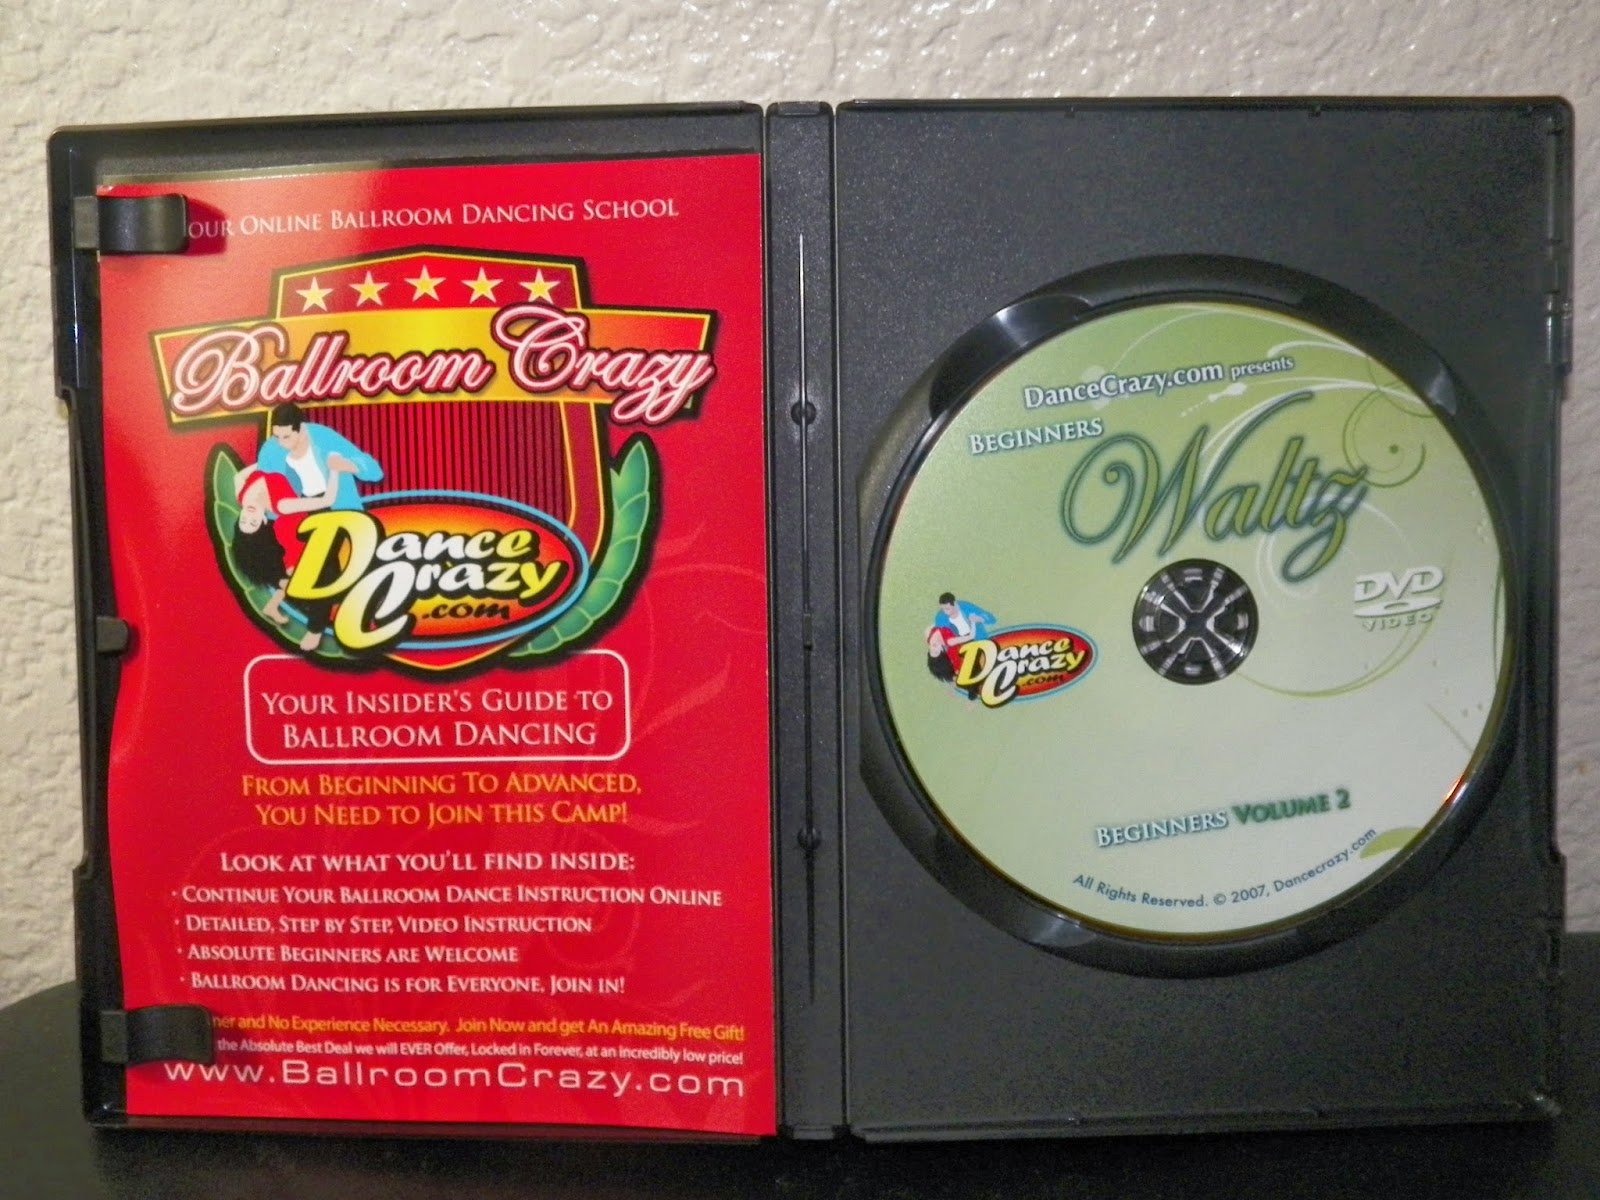 OUR ONLINE BALLROOM DANCING SCHOOL
Ballroom Crazy
Dance
Crazy
.com
YOUR INSIDER'S GUIDE TO
BALLROOM DANCING
FROM BEGINNING TO ADVANCED,
YOU NEED TO JOIN THIS CAMP!
LOOK AT WHAT YOU'LL FIND INSIDE:
· CONTINUE YOUR BALLROOM DANCE INSTRUCTION ONLINE
· DETAILED, STEP BY STEP, VIDEO INSTRUCTION
· ABSOLUTE BEGINNERS ARE WELCOME
· BALLROOM DANCING IS FOR EVERYONE, JOIN IN!
and No Experience Necessary. Join Now and get An Amazing Free Gift!
the Absolute Best Deal we will EVER Offer, Locked in Forever, at an incredibly low price!
www.BallroomCrazy.com
DanceCrazy.com presents
BEGINNERS
Waltz
DVD
VIDEO
Dance
Crazy
.com
BEGINNERS VOLUME 2
All Rights Reserved. © 2007, Dancecrazy.com